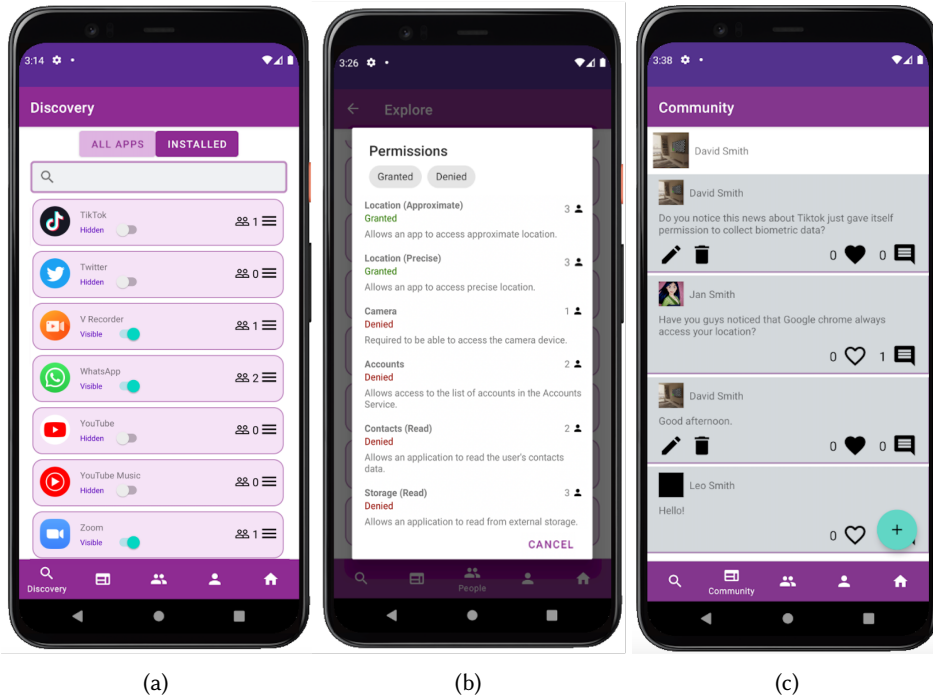 3:14
Discovery
ALL APPS INSTALLED
TikTok
Hidden
1
Twitter
Hidden
0
V Recorder
Visible
1
WhatsApp
Visible
2
YouTube
Hidden
0
YouTube Music
Hidden
0
Zoom
Visible
1
Discovery
(a)
3:26
Explore
Permissions
Granted Denied
Location (Approximate) 3
Granted
Allows an app to access approximate location.
Location (Precise) 3
Granted
Allows an app to access precise location.
Camera 1
Denied
Required to be able to access the camera device.
Accounts 2
Denied
Allows access to the list of accounts in the Accounts
Service.
Contacts (Read) 2
Denied
Allows an application to read the user's contacts
data.
Storage (Read) 3
Denied
Allows an application to read from external storage.
CANCEL
People
(b)
3:38
Community
David Smith
David Smith
Do you notice this news about Tiktok just gave itself
permission to collect biometric data?
0 0
Jan Smith
Have you guys noticed that Google chrome always
access your location?
0 1
David Smith
Good afternoon.
0 0
Leo Smith
Hello!
0
+
Community
(c)